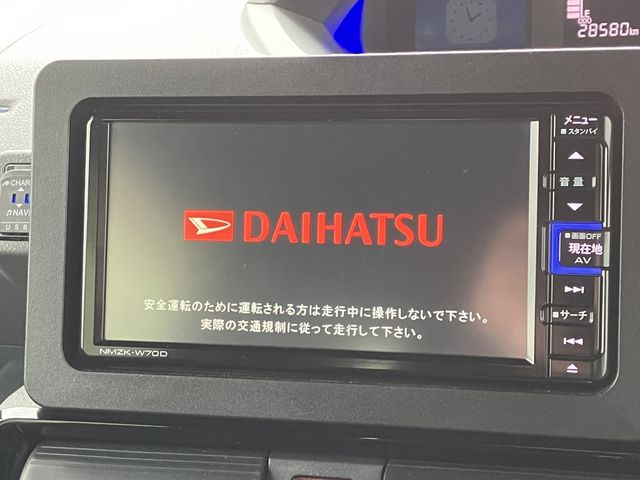 E
ODO
28580km
メニュー
■スタンバイ
音量
CHAR
♫NAVI
USB
■画面OFF
現在地
AV
DAIHATSU
安全運転のために運転される方は走行中に操作しないで下さい。
実際の交通規制に従って走行して下さい。
■サーチ
NMZK-W70D